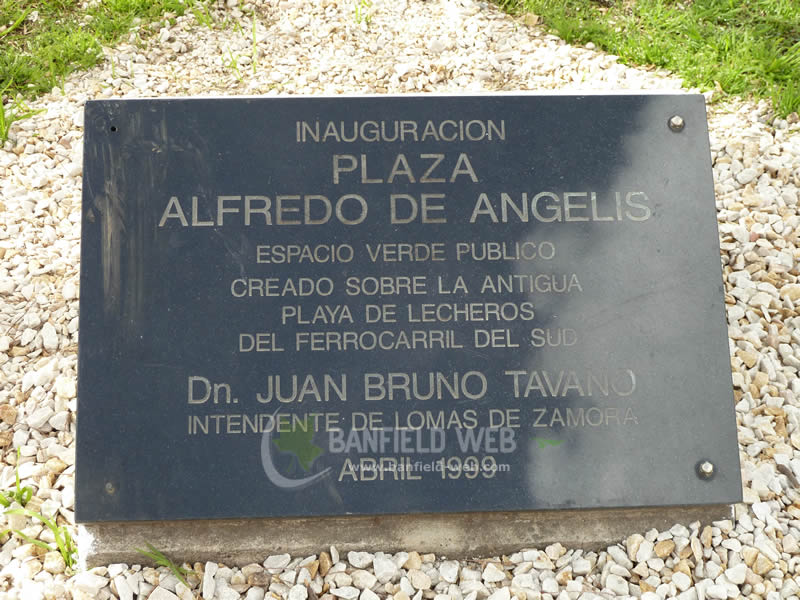 INAUGURACION
PLAZA
ALFREDO DE ANGELIS
ESPACIO VERDE PUBLICO
CREADO SOBRE LA ANTIGUA
PLAYA DE LECHEROS
DEL FERROCARRIL DEL SUD
Dn. JUAN BRUNO TAVANO
INTENDENTE DE LOMAS DE ZAMORA
BANFIELD WEB
www.banfield-web.com
ABRIL 1999